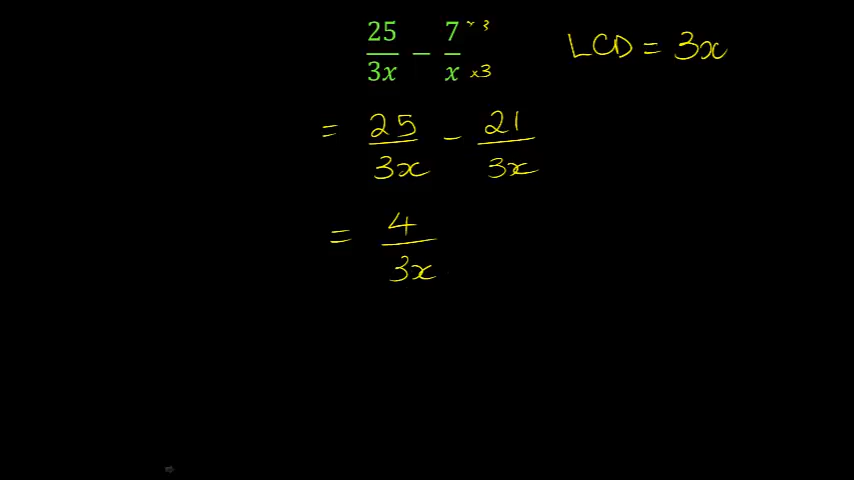 25/3x − 7/x ×3 ×3 LCD = 3x
= 25/3x - 21/3x
= 4/3x